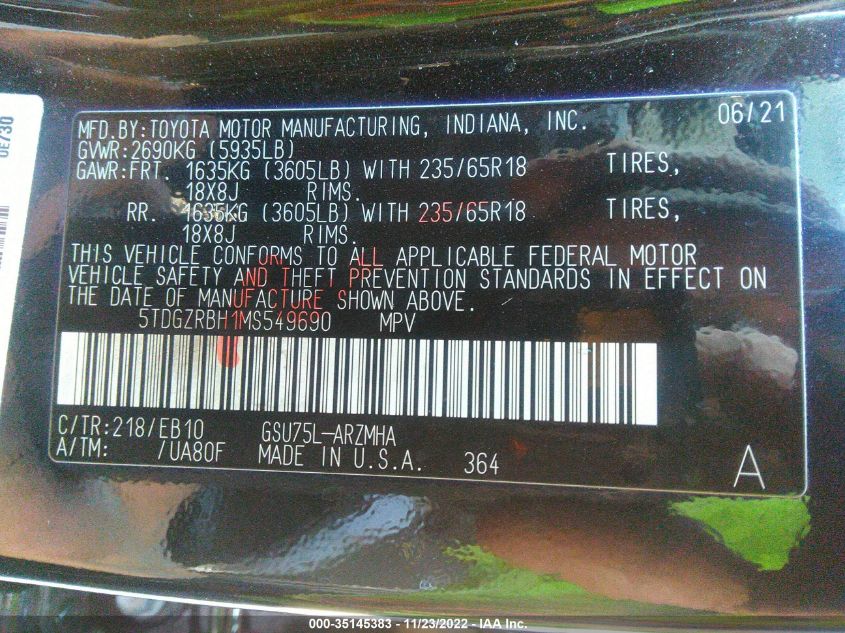 0E730
MFD.BY:TOYOTA MOTOR MANUFACTURING, INDIANA, INC. 06/21
GVWR:2690KG (5935LB)
GAWR:FRT. 1635KG (3605LB) WITH 235/65R18 TIRES,
18X8J RIMS.
RR. 1635KG (3605LB) WITH 235/65R18 TIRES,
18X8J RIMS.
THIS VEHICLE CONFORMS TO ALL APPLICABLE FEDERAL MOTOR
VEHICLE SAFETY AND THEFT PREVENTION STANDARDS IN EFFECT ON
THE DATE OF MANUFACTURE SHOWN ABOVE.
5TDGZRBH1MS549690 MPV
C/TR:218/EB10 GSU75L-ARZMHA
A/TM: /UA80F MADE IN U.S.A. 364 A
000-35145383 - 11/23/2022 - IAA Inc.